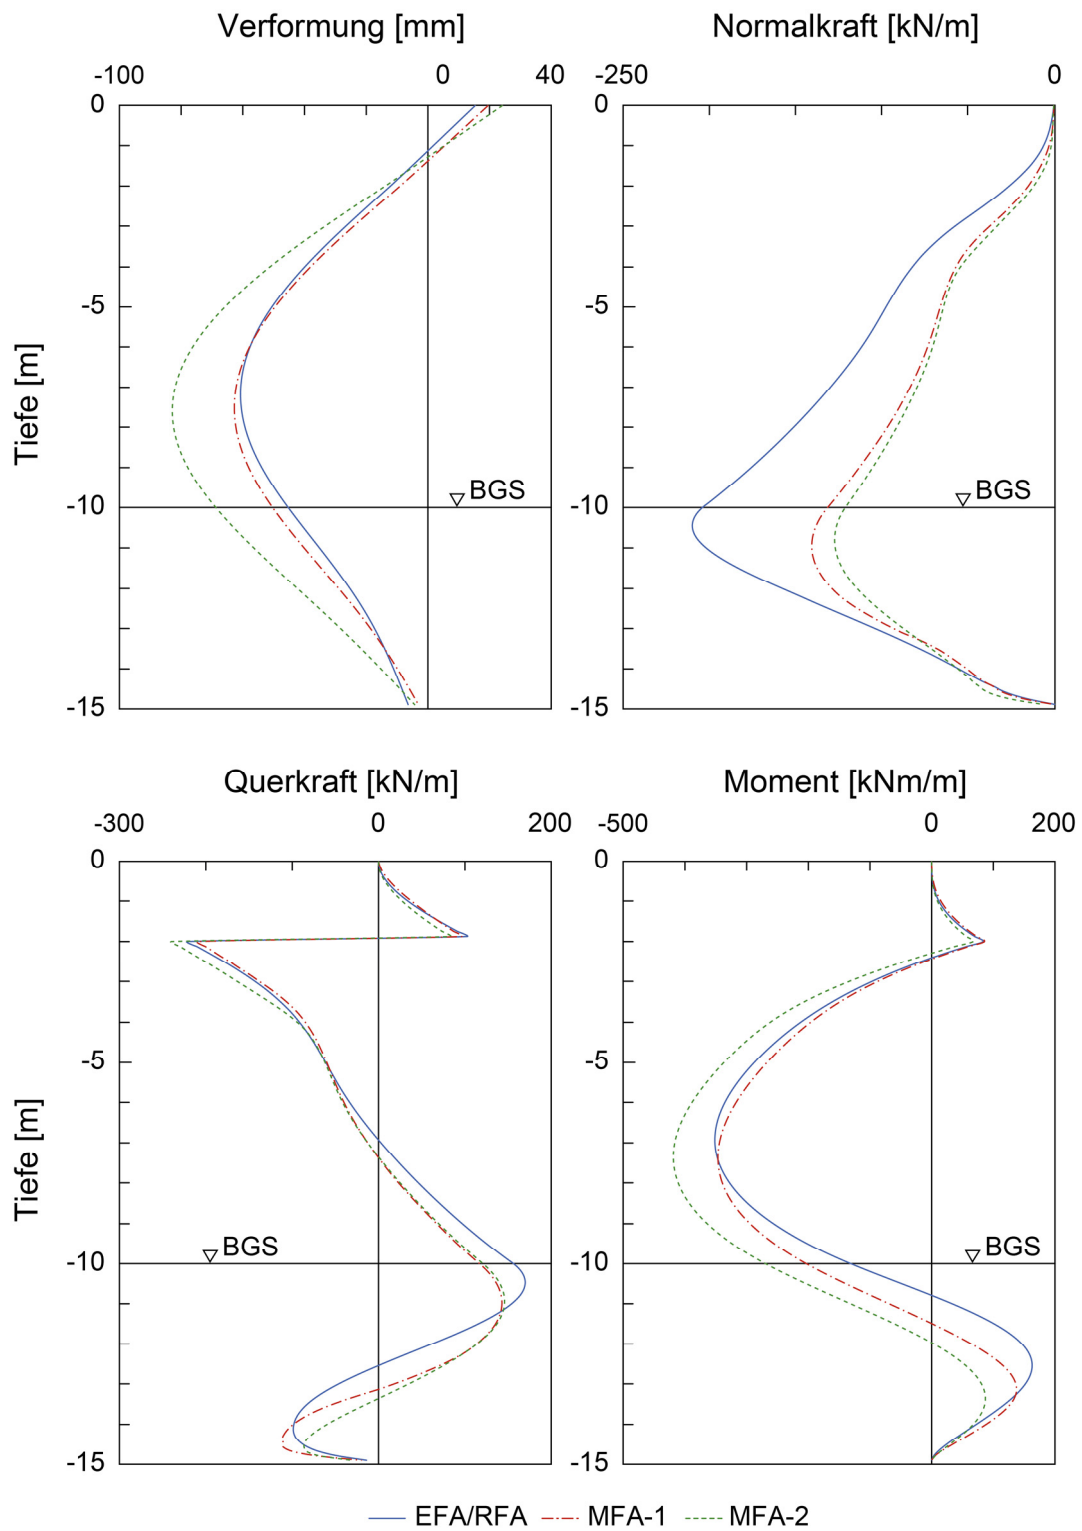 Verformung [mm]
Normalkraft [kN/m]
-100 0 40
-250 0
0
0
-5
-5
Tiefe [m]
BGS
BGS
-10
-10
-15
-15
Querkraft [kN/m]
Moment [kNm/m]
-300 0 200
-500 0 200
0
0
-5
-5
Tiefe [m]
BGS
BGS
-10
-10
-15
-15
EFA/RFA MFA-1 MFA-2